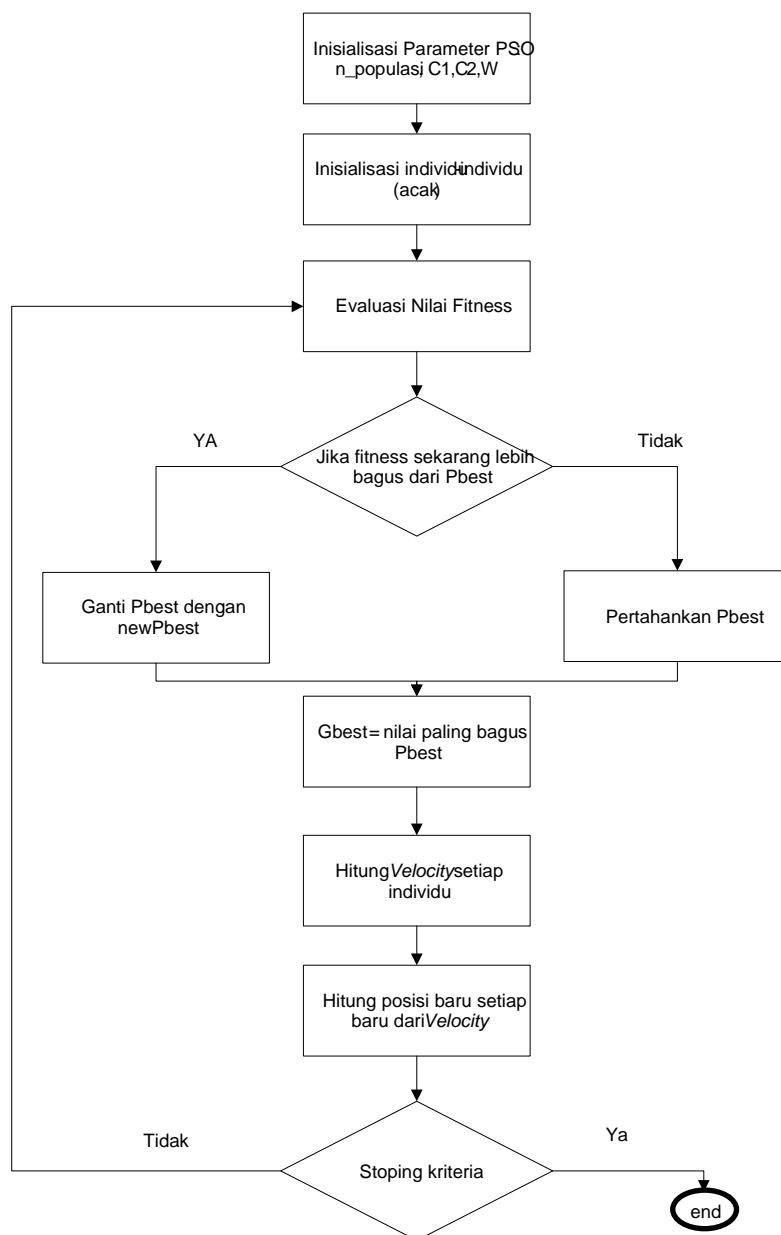 Inisialisasi Parameter PSO:
n_populasi, C1,C2,W
Inisialisasi individu-individu
(acak)
Evaluasi Nilai Fitness
YA
Tidak
Jika fitness sekarang lebih
bagus dari Pbest
Ganti Pbest dengan
newPbest
Pertahankan Pbest
Gbest= nilai paling bagus
Pbest
Hitung Velocity setiap
individu
Hitung posisi baru setiap
baru dari Velocity
Tidak
Ya
Stoping kriteria
end